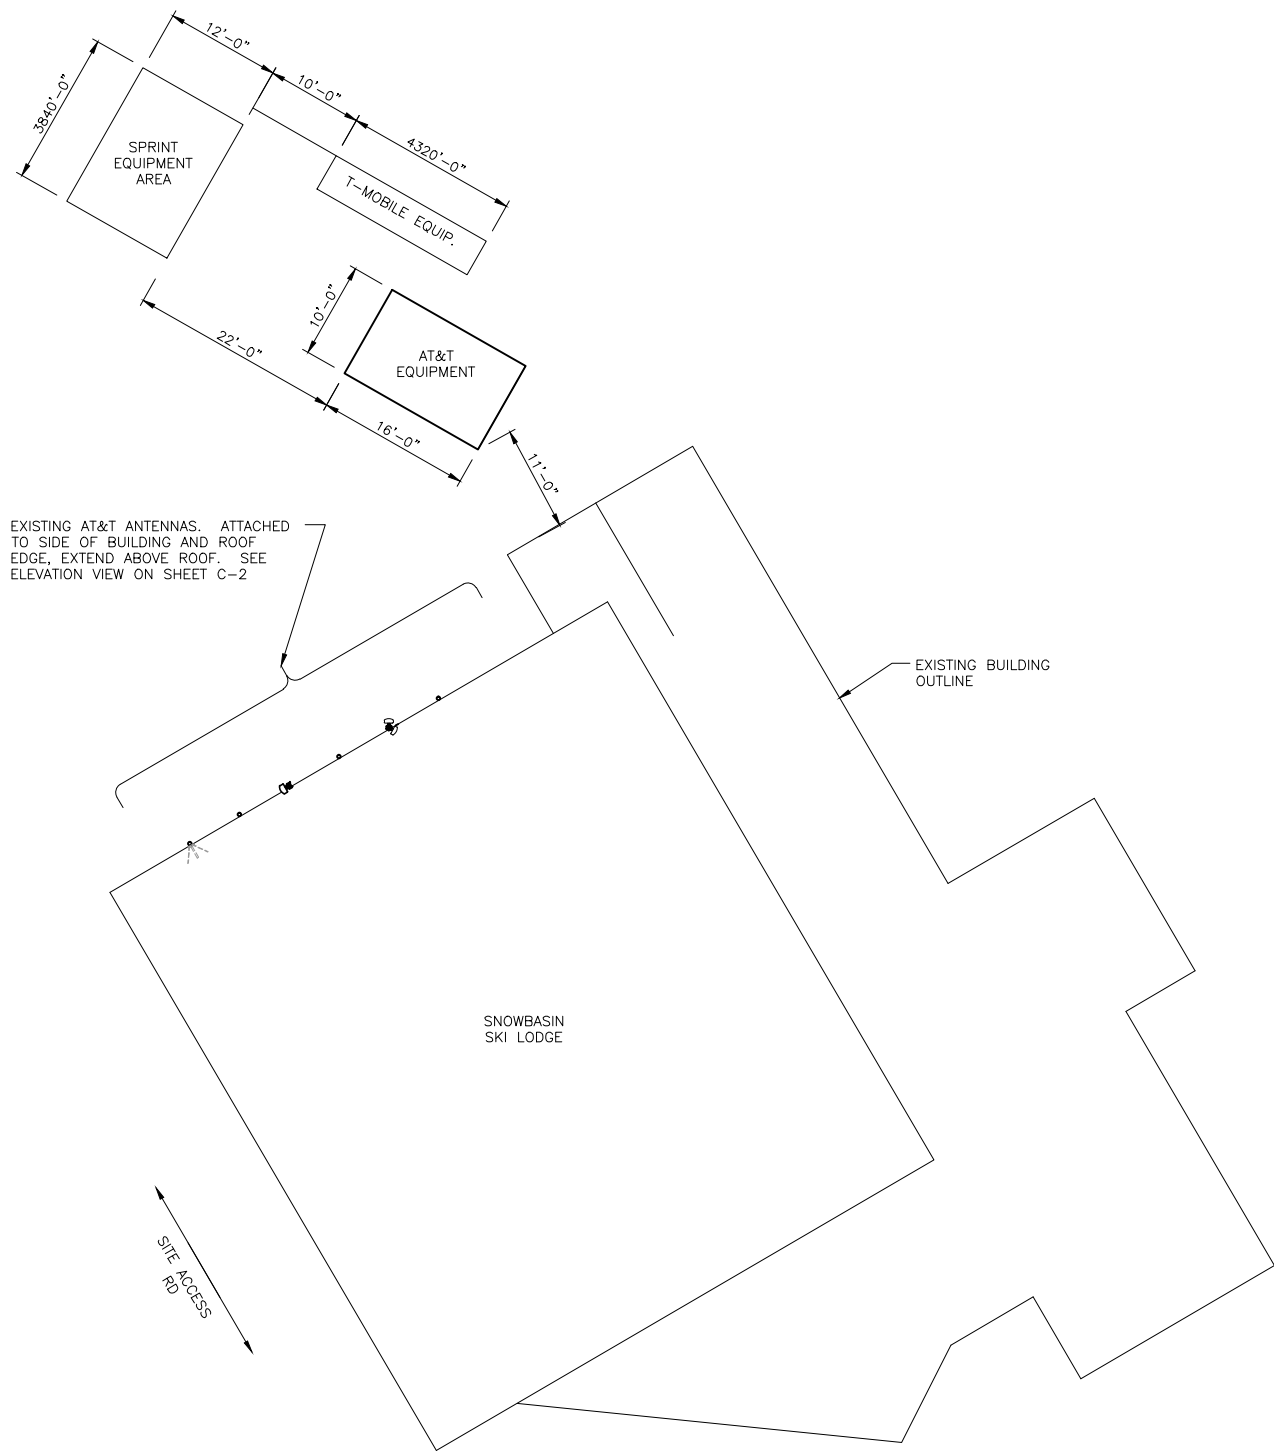 12'-0"
10'-0"
3840'-0"
4320'-0"
SPRINT
EQUIPMENT
AREA
T-MOBILE EQUIP.
10'-0"
22'-0"
AT&T
EQUIPMENT
16'-0"
11'-0"
EXISTING AT&T ANTENNAS. ATTACHED
TO SIDE OF BUILDING AND ROOF
EDGE, EXTEND ABOVE ROOF. SEE
ELEVATION VIEW ON SHEET C-2
EXISTING BUILDING
OUTLINE
SNOWBASIN
SKI LODGE
SITE ACCESS
RD